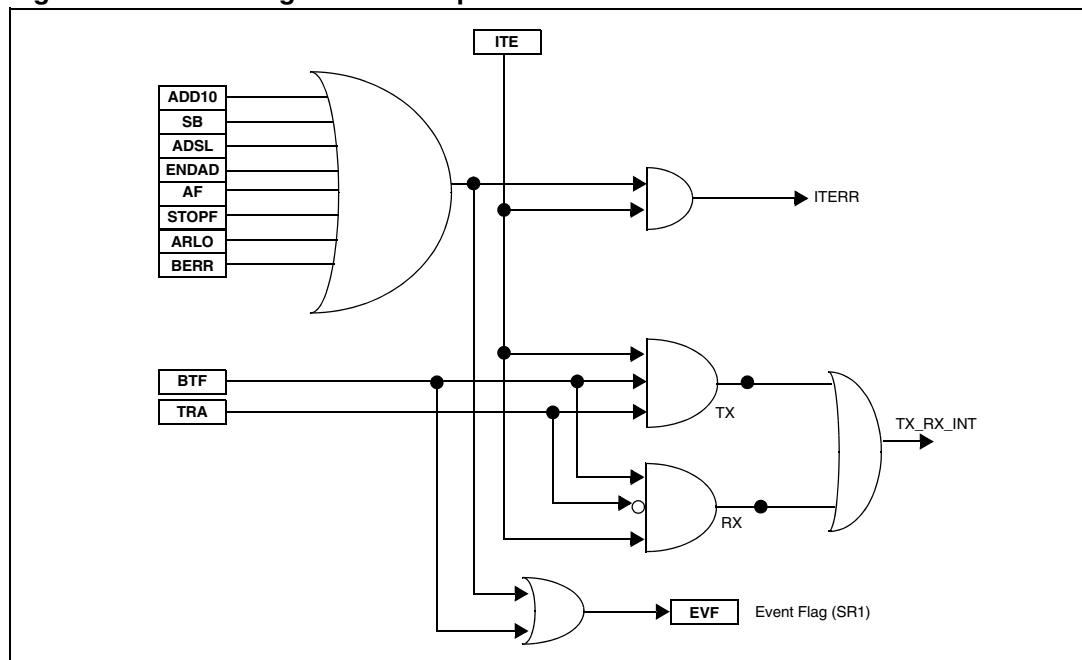 ITE
ADD10
SB
ADSL
ENDAD
AF
STOPF
ARLO
BERR
ITERR
BTF
TRA
TX
TX_RX_INT
RX
EVF Event Flag (SR1)